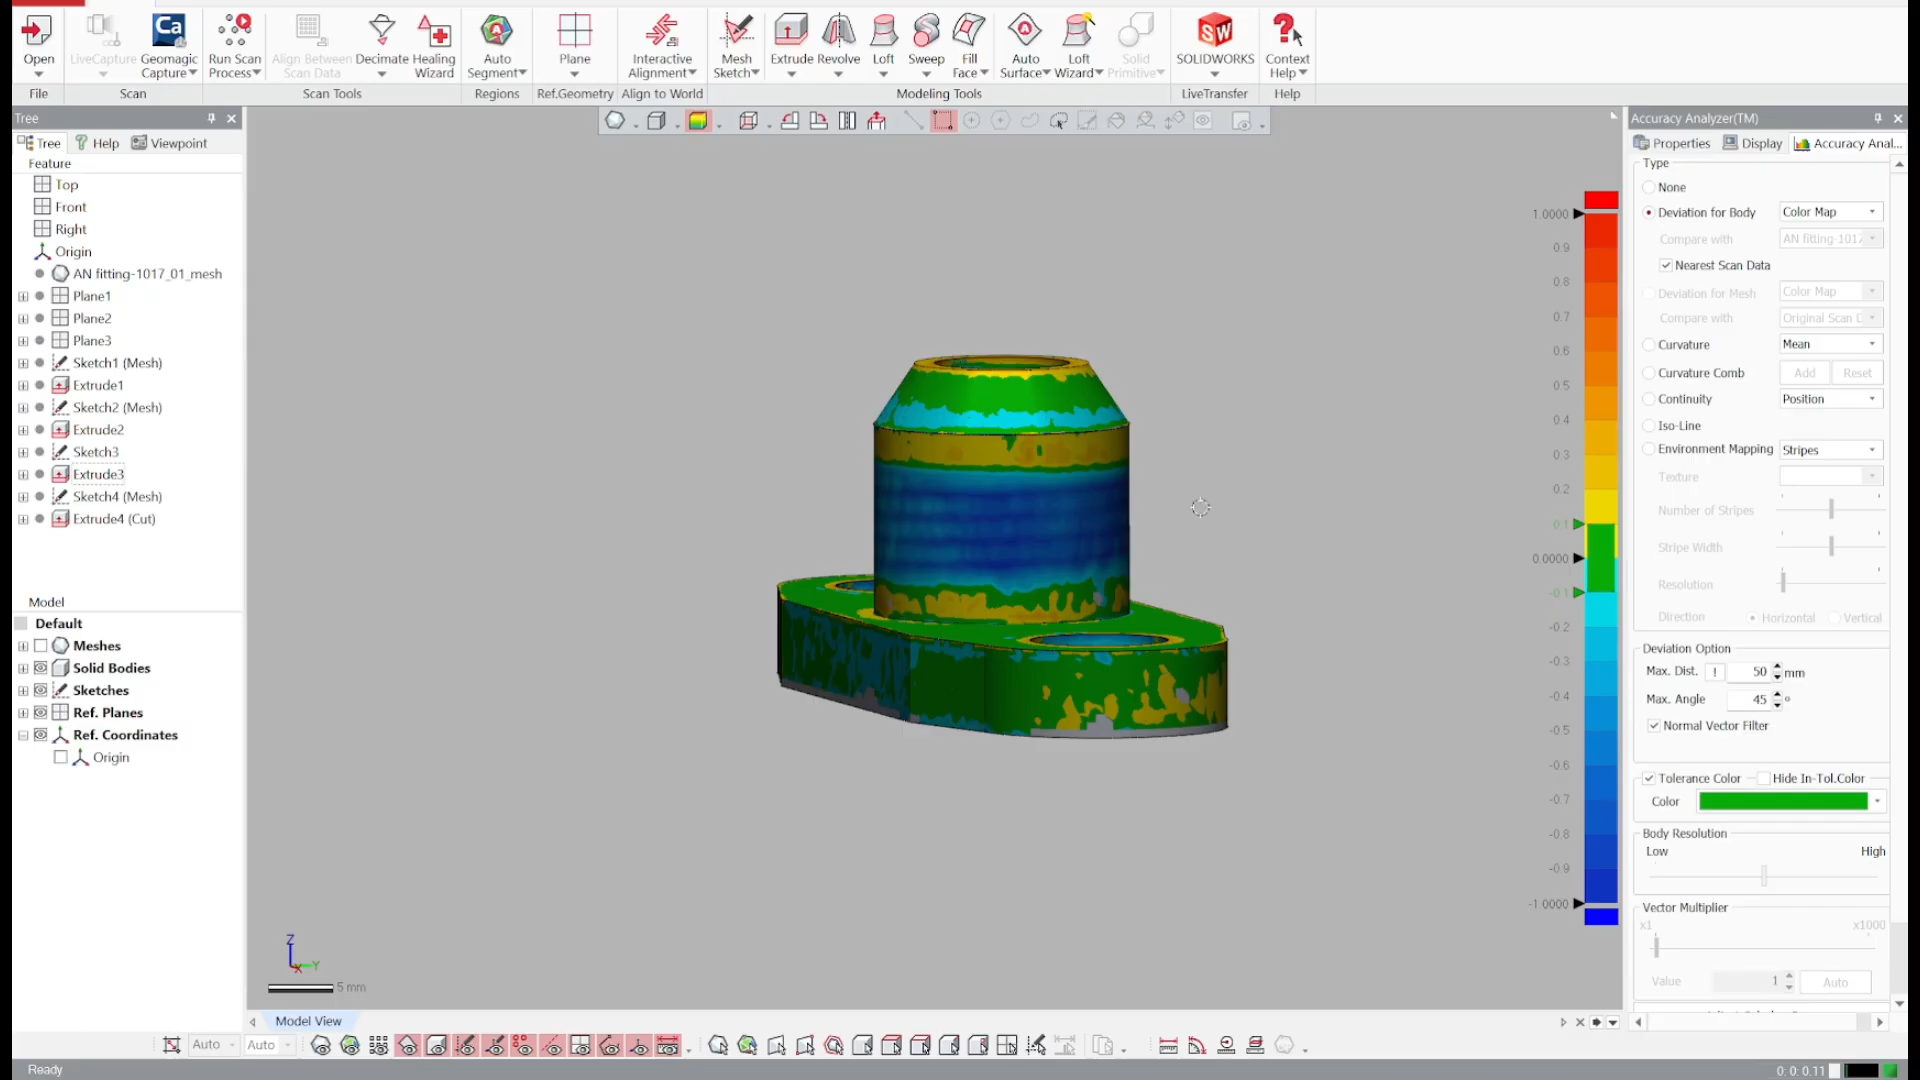 Open
LiveCapture
Geomagic Capture
Run Scan Process
Align Between Scan Data
Decimate
Healing Wizard
Auto Segment
Plane
Interactive Alignment
Mesh Sketch
Extrude
Revolve
Loft
Sweep
Fill Face
Auto Surface
Loft Wizard
Solid Primitive
SOLIDWORKS
Context Help
File
Scan
Scan Tools
Regions
Ref.Geometry
Align to World
Modeling Tools
LiveTransfer
Help
Tree
Tree Help Viewpoint
Feature
Top
Front
Right
Origin
AN fitting-1017_01_mesh
Plane1
Plane2
Plane3
Sketch1 (Mesh)
Extrude1
Sketch2 (Mesh)
Extrude2
Sketch3
Extrude3
Sketch4 (Mesh)
Extrude4 (Cut)
Model
Default
Meshes
Solid Bodies
Sketches
Ref. Planes
Ref. Coordinates
Origin
Z
X
Y
5 mm
1.0000
0.9
0.8
0.7
0.6
0.5
0.4
0.3
0.2
0.1
0.0000
-0.1
-0.2
-0.3
-0.4
-0.5
-0.6
-0.7
-0.8
-0.9
-1.0000
Accuracy Analyzer(TM)
Properties Display Accuracy Anal...
Type
None
Deviation for Body Color Map
Compare with AN fitting-1017
Nearest Scan Data
Deviation for Mesh Color Map
Compare with Original Scan D
Curvature Mean
Curvature Comb Add Reset
Continuity Position
Iso-Line
Environment Mapping Stripes
Texture
Number of Stripes
Stripe Width
Resolution
Direction Horizontal Vertical
Deviation Option
Max. Dist. ! 50 mm
Max. Angle 45 °
Normal Vector Filter
Tolerance Color Hide In-Tol.Color
Color
Body Resolution
Low High
Vector Multiplier
x1 x1000
Value 1 Auto
Model View
Auto Auto
Ready
0: 0: 0.11